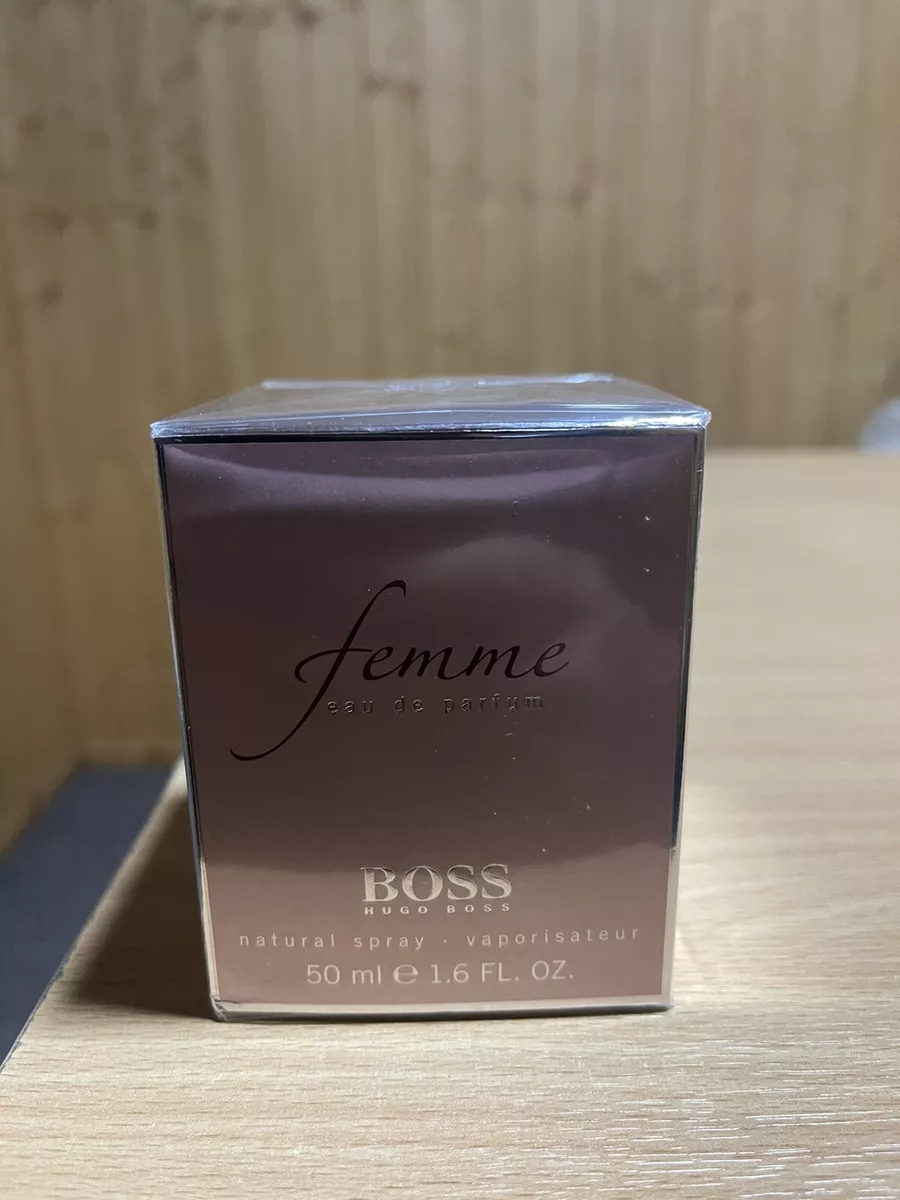 femme
eau de parfum
BOSS
HUGO BOSS
natural spray · vaporisateur
50 ml ℮ 1.6 FL. OZ.